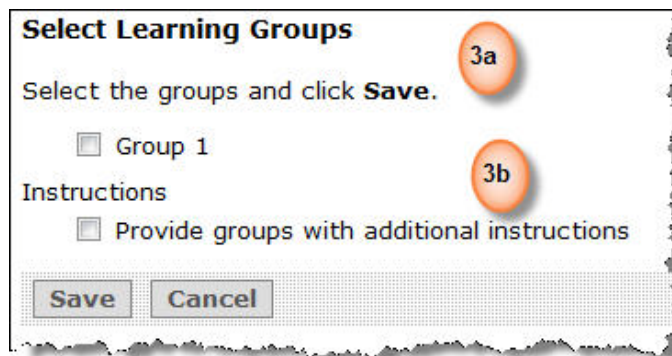 Select Learning Groups
3a
Select the groups and click Save.
Group 1
3b
Instructions
Provide groups with additional instructions
Save Cancel